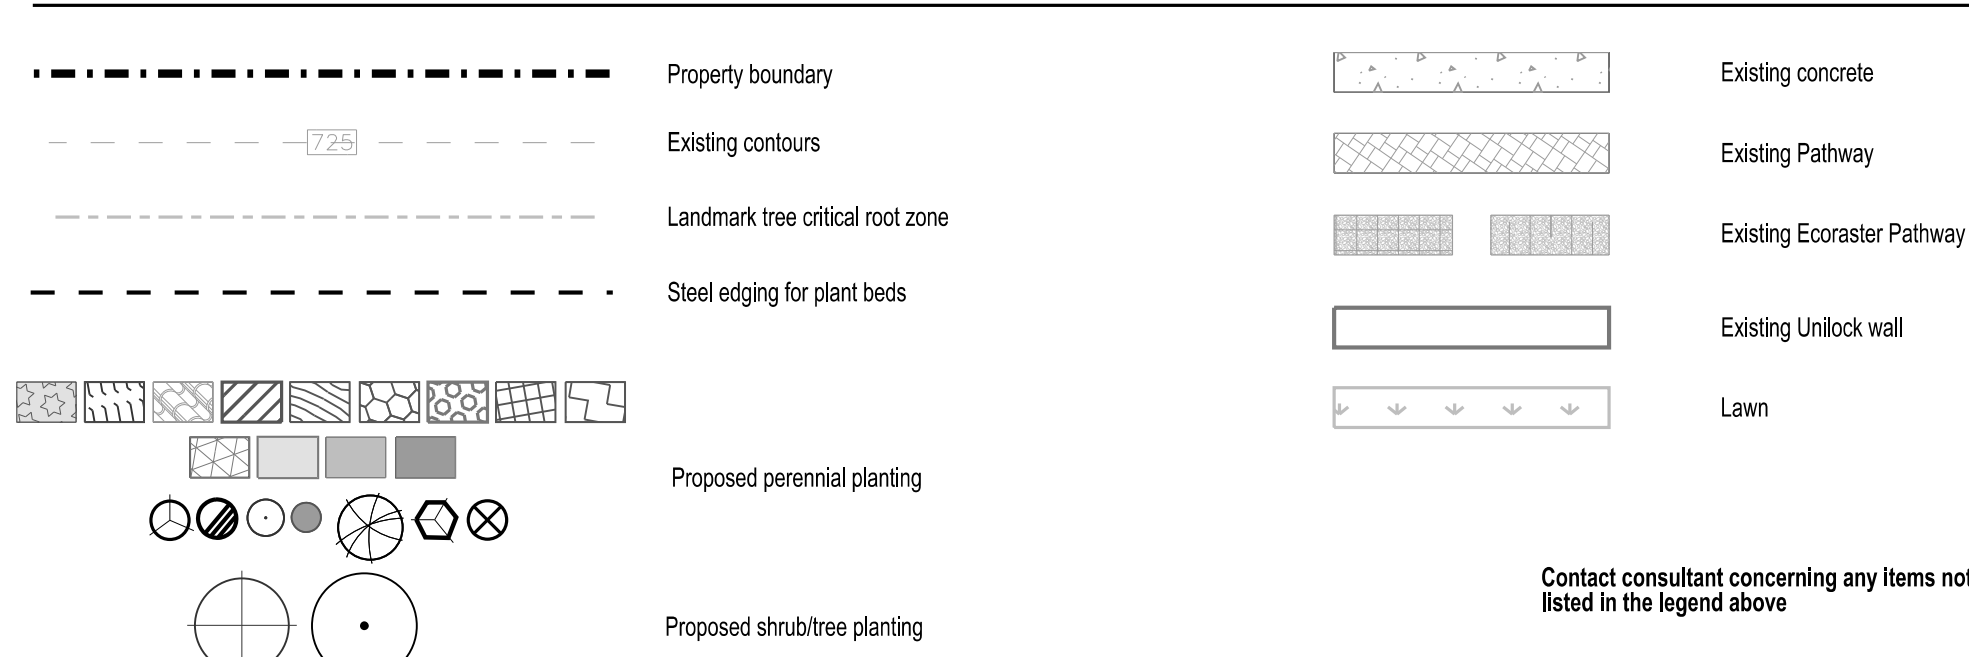 Property boundary
725
Existing contours
Landmark tree critical root zone
Steel edging for plant beds
Proposed perennial planting
Proposed shrub/tree planting
Existing concrete
Existing Pathway
Existing Ecoraster Pathway
Existing Unilock wall
Lawn
Contact consultant concerning any items not
listed in the legend above